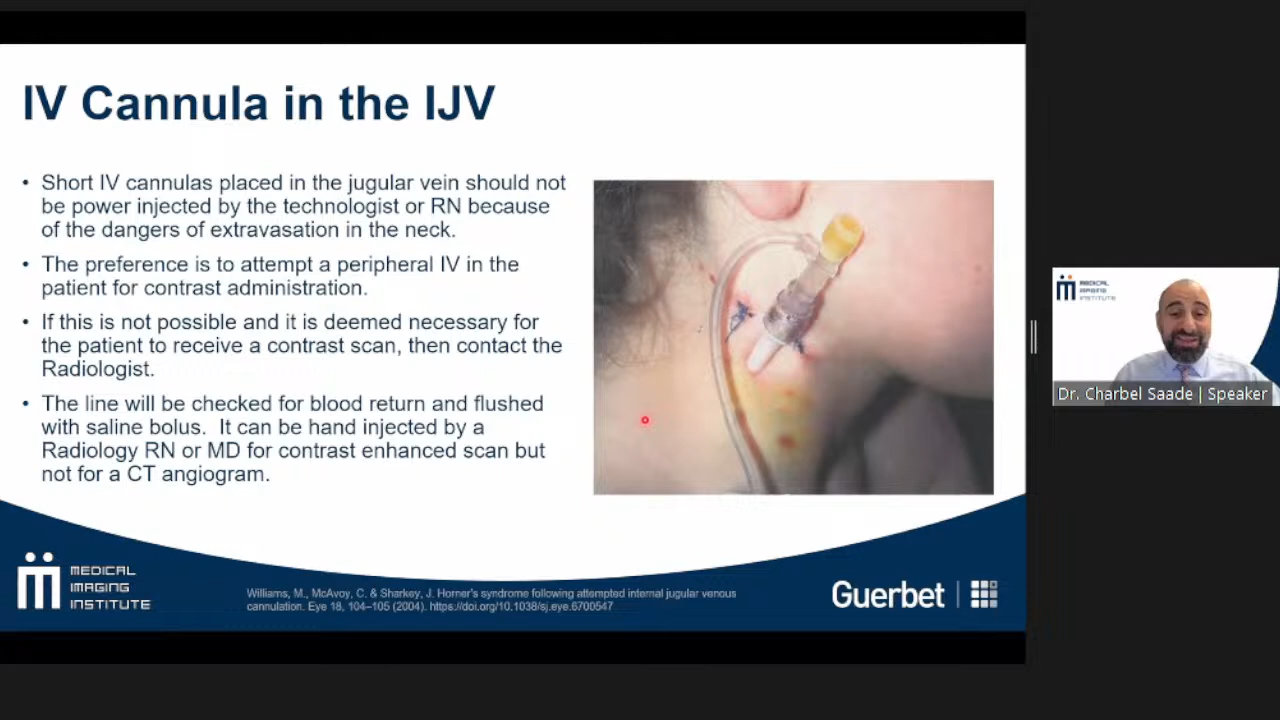 IV Cannula in the IJV
• Short IV cannulas placed in the jugular vein should not
be power injected by the technologist or RN because
of the dangers of extravasation in the neck.
• The preference is to attempt a peripheral IV in the
patient for contrast administration.
• If this is not possible and it is deemed necessary for
the patient to receive a contrast scan, then contact the
Radiologist.
• The line will be checked for blood return and flushed
with saline bolus. It can be hand injected by a
Radiology RN or MD for contrast enhanced scan but
not for a CT angiogram.
MEDICAL
IMAGING
INSTITUTE
Williams, M., McAvoy, C. & Sharkey, J. Horner's syndrome following attempted internal jugular venous
cannulation. Eye 18, 104–105 (2004). https://doi.org/10.1038/sj.eye.6700547
Guerbet
MEDICAL
IMAGING
INSTITUTE
Dr. Charbel Saade | Speaker